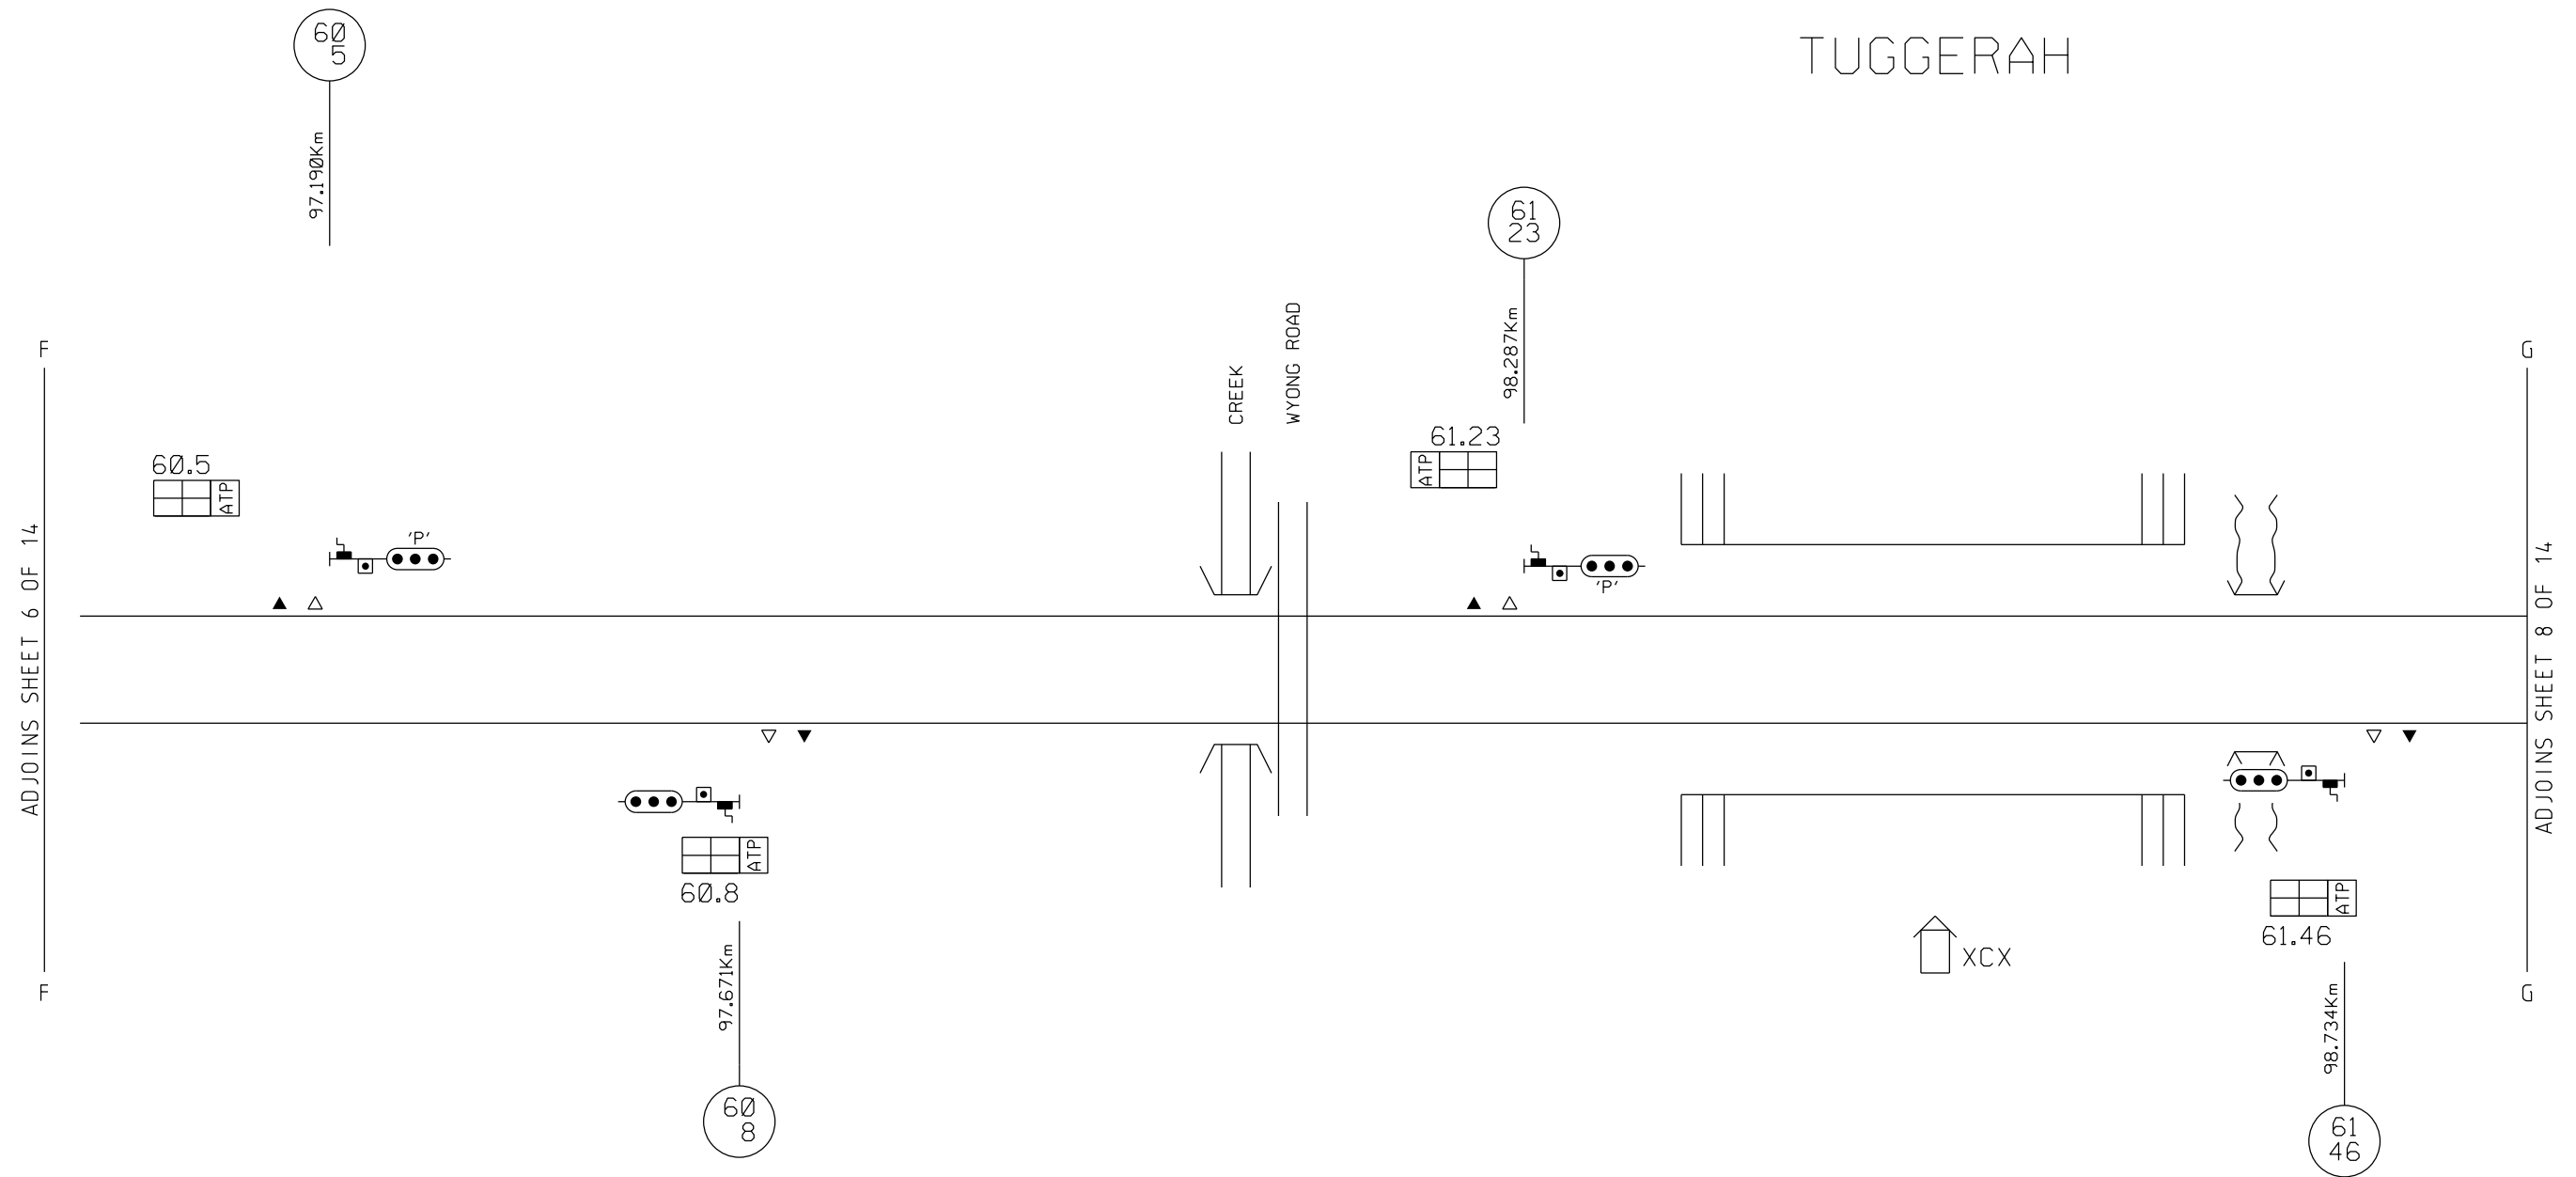 60
5
TUGGERAH
97.190Km
61
23
98.287Km
WYONG ROAD
CREEK
F
G
61.23
ATP
60.5
ATP
'P'
'P'
ADJOINS SHEET 6 OF 14
ADJOINS SHEET 8 OF 14
ATP
60.8
ATP
61.46
XCX
97.671Km
98.734Km
F
G
60
8
61
46